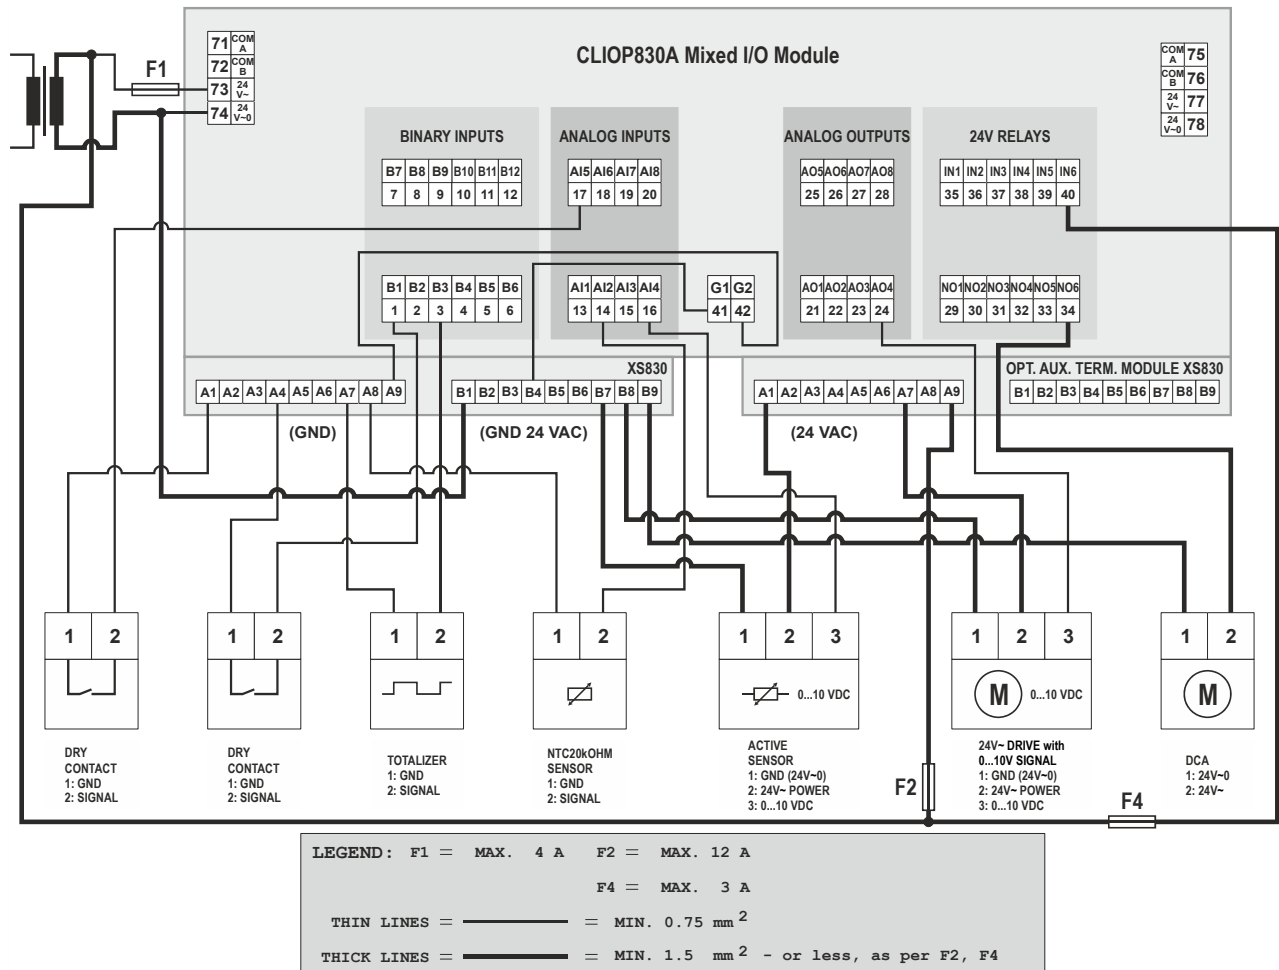 CLIOP830A Mixed I/O Module
71 COM A
72 COM B
73 24 V~
74 24 V~0
F1
COM A 75
COM B 76
24 V~ 77
24 V~0 78
BINARY INPUTS
ANALOG INPUTS
ANALOG OUTPUTS
24V RELAYS
B7 B8 B9 B10 B11 B12
7 8 9 10 11 12
AI5 AI6 AI7 AI8
17 18 19 20
AO5 AO6 AO7 AO8
25 26 27 28
IN1 IN2 IN3 IN4 IN5 IN6
35 36 37 38 39 40
B1 B2 B3 B4 B5 B6
1 2 3 4 5 6
AI1 AI2 AI3 AI4
13 14 15 16
G1 G2
41 42
AO1 AO2 AO3 AO4
21 22 23 24
NO1 NO2 NO3 NO4 NO5 NO6
29 30 31 32 33 34
XS830
OPT. AUX. TERM. MODULE XS830
A1 A2 A3 A4 A5 A6 A7 A8 A9
B1 B2 B3 B4 B5 B6 B7 B8 B9
A1 A2 A3 A4 A5 A6 A7 A8 A9
B1 B2 B3 B4 B5 B6 B7 B8 B9
(GND)
(GND 24 VAC)
(24 VAC)
1 2
1 2
1 2
1 2
1 2 3
1 2 3
1 2
0...10 VDC
M
0...10 VDC
M
DRY
CONTACT
1: GND
2: SIGNAL
DRY
CONTACT
1: GND
2: SIGNAL
TOTALIZER
1: GND
2: SIGNAL
NTC20kOHM
SENSOR
1: GND
2: SIGNAL
ACTIVE
SENSOR
1: GND (24V~0)
2: 24V~ POWER
3: 0...10 VDC
F2
24V~ DRIVE with
0...10V SIGNAL
1: GND (24V~0)
2: 24V~ POWER
3: 0...10 VDC
F4
DCA
1: 24V~0
2: 24V~
LEGEND: F1 = MAX. 4 A F2 = MAX. 12 A
F4 = MAX. 3 A
THIN LINES = = MIN. 0.75 mm 2
THICK LINES = = MIN. 1.5 mm 2 - or less, as per F2, F4